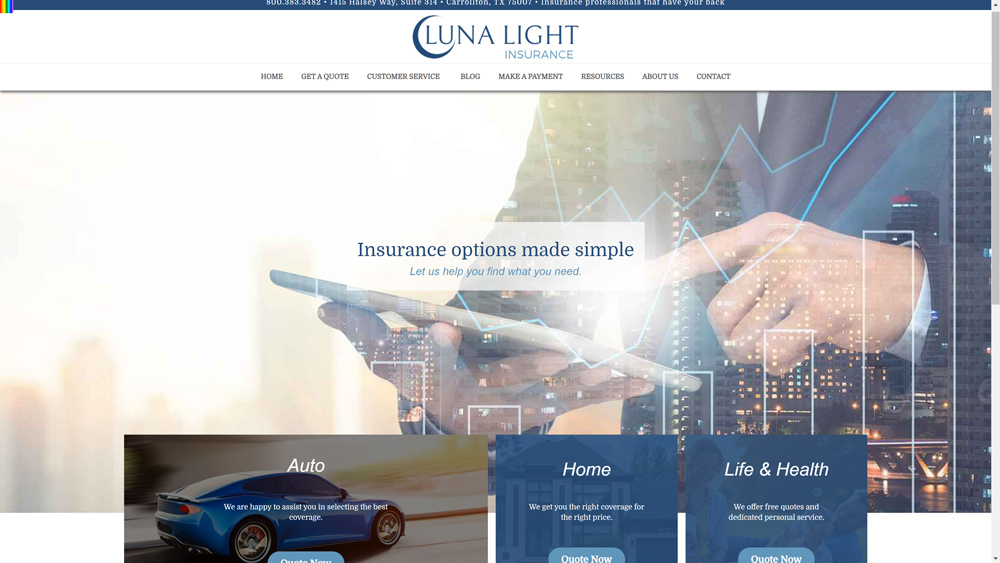 800.383.3482 • 1415 Halsey Way, Suite 314 • Carrollton, TX 75007 • Insurance professionals that have your back
LUNA LIGHT
INSURANCE
HOME GET A QUOTE CUSTOMER SERVICE BLOG MAKE A PAYMENT RESOURCES ABOUT US CONTACT
Insurance options made simple
Let us help you find what you need.
Auto
We are happy to assist you in selecting the best
coverage.
Quote Now
Home
We get you the right coverage for
the right price.
Quote Now
Life & Health
We offer free quotes and
dedicated personal service.
Quote Now